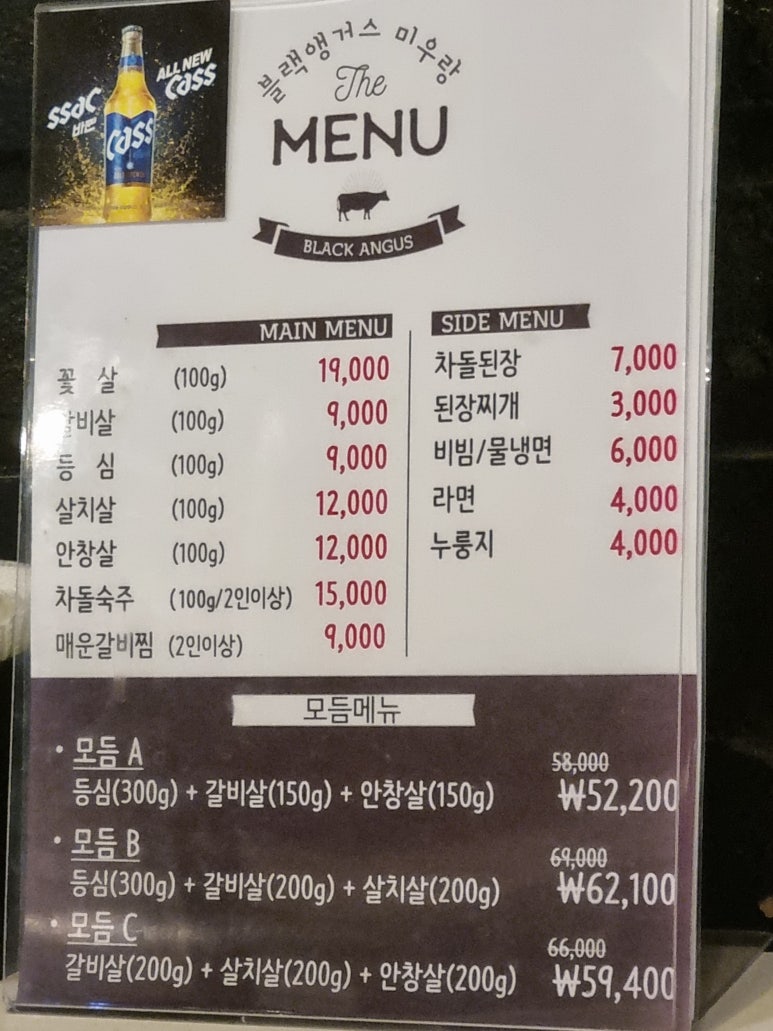 ssac
비른
ALL NEW
Cass
Cass
블랙앵거스 미우랑
The
MENU
BLACK ANGUS
MAIN MENU
꽃 살 (100g) 19,000
갈비살 (100g) 9,000
등 심 (100g) 9,000
살치살 (100g) 12,000
안창살 (100g) 12,000
차돌숙주 (100g/2인이상) 15,000
매운갈비찜 (2인이상) 9,000
SIDE MENU
차돌된장 7,000
된장찌개 3,000
비빔/물냉면 6,000
라면 4,000
누룽지 4,000
모듬메뉴
• 모듬 A
58,000
등심(300g) + 갈비살(150g) + 안창살(150g) ₩52,200
• 모듬 B
69,000
등심(300g) + 갈비살(200g) + 살치살(200g) ₩62,100
• 모듬 C
66,000
갈비살(200g) + 살치살(200g) + 안창살(200g) ₩59,400